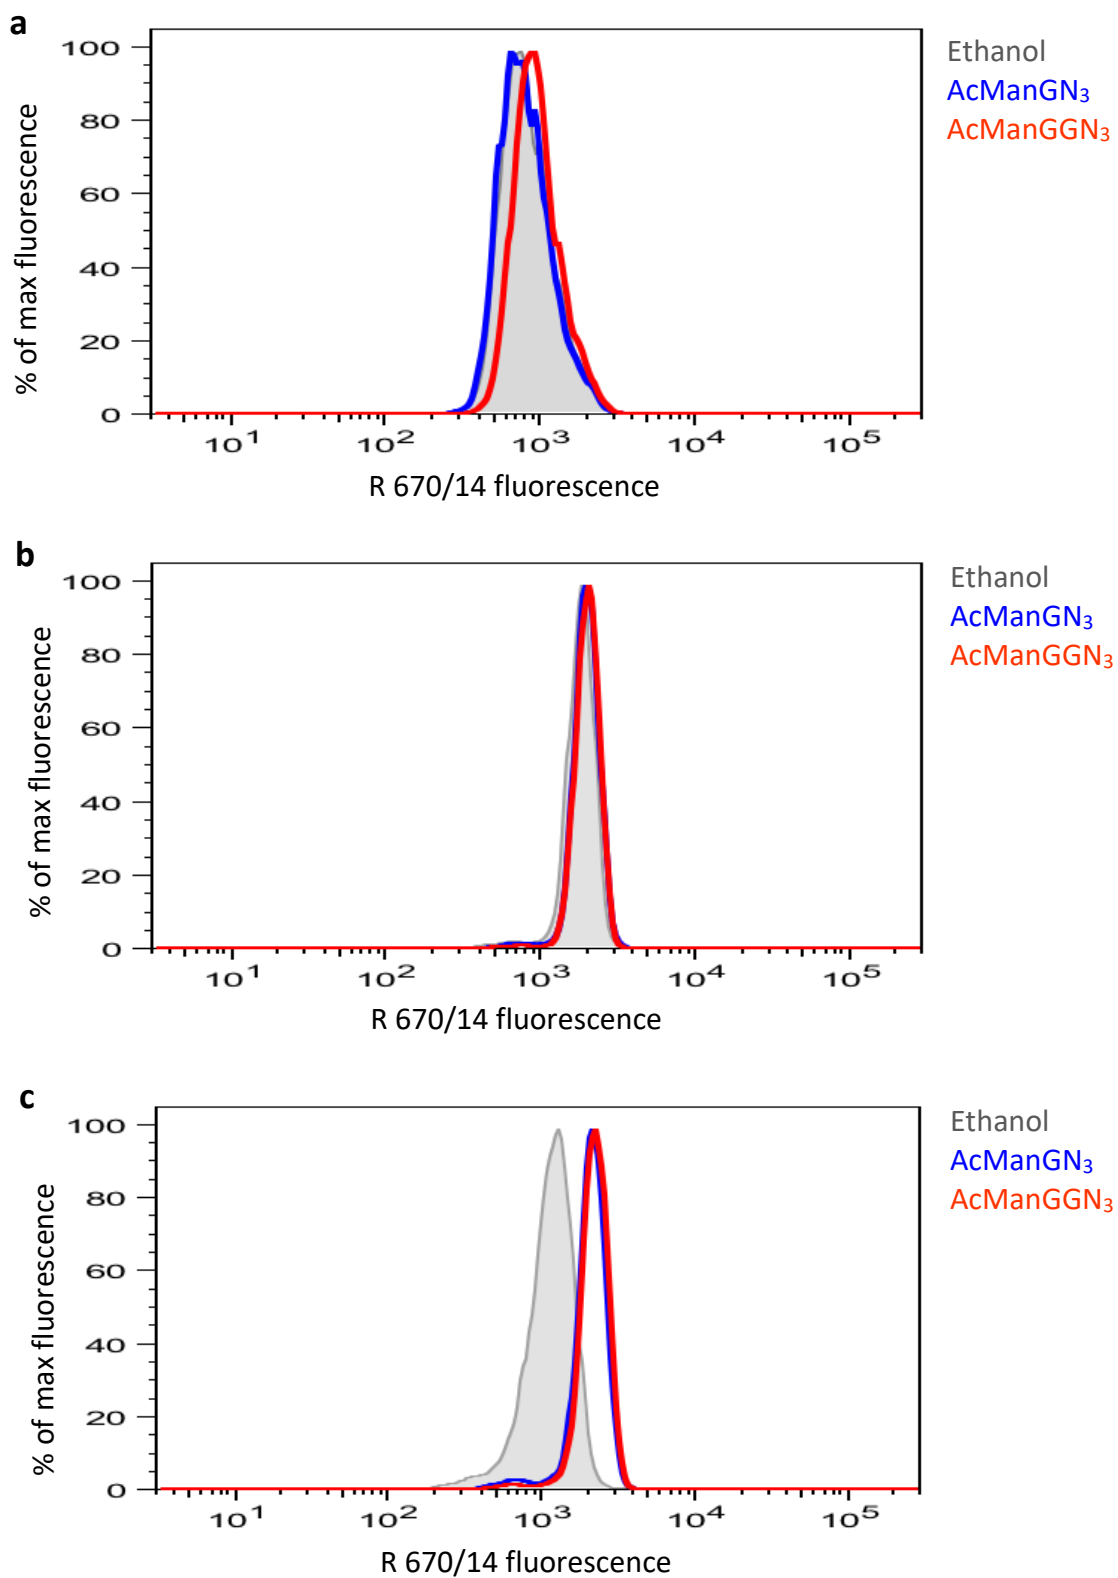 a
100
80
60
40
20
0
% of max fluorescence
10¹ 10² 10³ 10⁴ 10⁵
R 670/14 fluorescence
Ethanol
AcManGN₃
AcManGGN₃
b
100
80
60
40
20
0
% of max fluorescence
10¹ 10² 10³ 10⁴ 10⁵
R 670/14 fluorescence
Ethanol
AcManGN₃
AcManGGN₃
c
100
80
60
40
20
0
% of max fluorescence
10¹ 10² 10³ 10⁴ 10⁵
R 670/14 fluorescence
Ethanol
AcManGN₃
AcManGGN₃